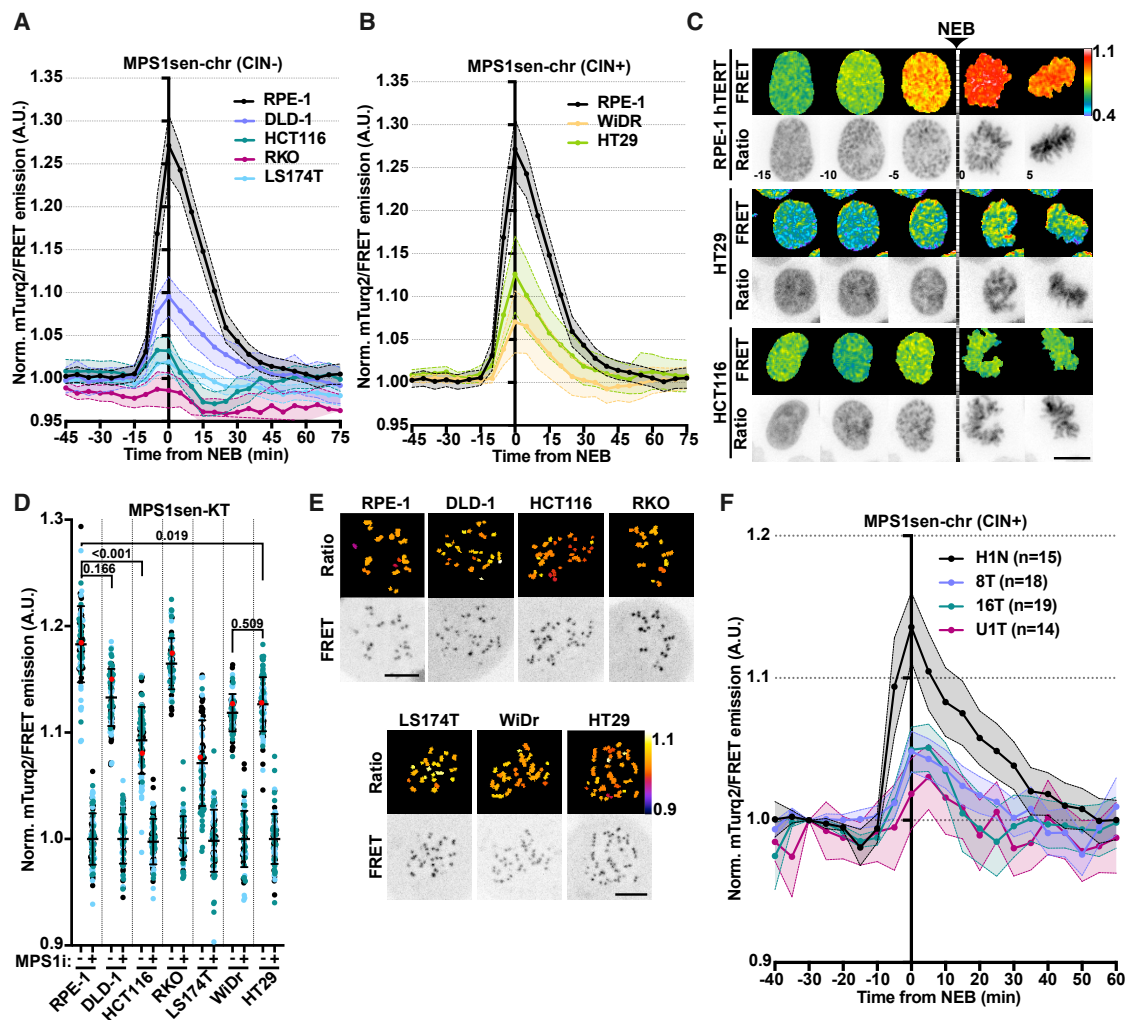 A
MPS1sen-chr (CIN-)
Norm. mTurq2/FRET emission (A.U.)
1.35
1.30
1.25
1.20
1.15
1.10
1.05
1.00
0.95
RPE-1
DLD-1
HCT116
RKO
LS174T
-45 -30 -15 0 15 30 45 60 75
Time from NEB (min)
B
MPS1sen-chr (CIN+)
Norm. mTurq2/FRET emission (A.U.)
1.35
1.30
1.25
1.20
1.15
1.10
1.05
1.00
0.95
RPE-1
WiDR
HT29
-45 -30 -15 0 15 30 45 60 75
Time from NEB
C
NEB
RPE-1 hTERT
FRET
Ratio
1.1
0.4
-15 -10 -5 0 5
HT29
FRET
Ratio
HCT116
FRET
Ratio
D
MPS1sen-KT
Norm. mTurq2/FRET emission (A.U.)
1.3
1.2
1.1
1.0
0.9
0.019
<0.001
0.166
0.509
MPS1i: - + - + - + - + - + - + - +
RPE-1 DLD-1 HCT116 RKO LS174T WiDr HT29
E
RPE-1 DLD-1 HCT116 RKO
Ratio
FRET
LS174T WiDr HT29
Ratio
FRET
1.1
0.9
F
MPS1sen-chr (CIN+)
Norm. mTurq2/FRET emission (A.U.)
1.2
1.1
1.0
0.9
H1N (n=15)
8T (n=18)
16T (n=19)
U1T (n=14)
-40 -30 -20 -10 0 10 20 30 40 50 60
Time from NEB (min)